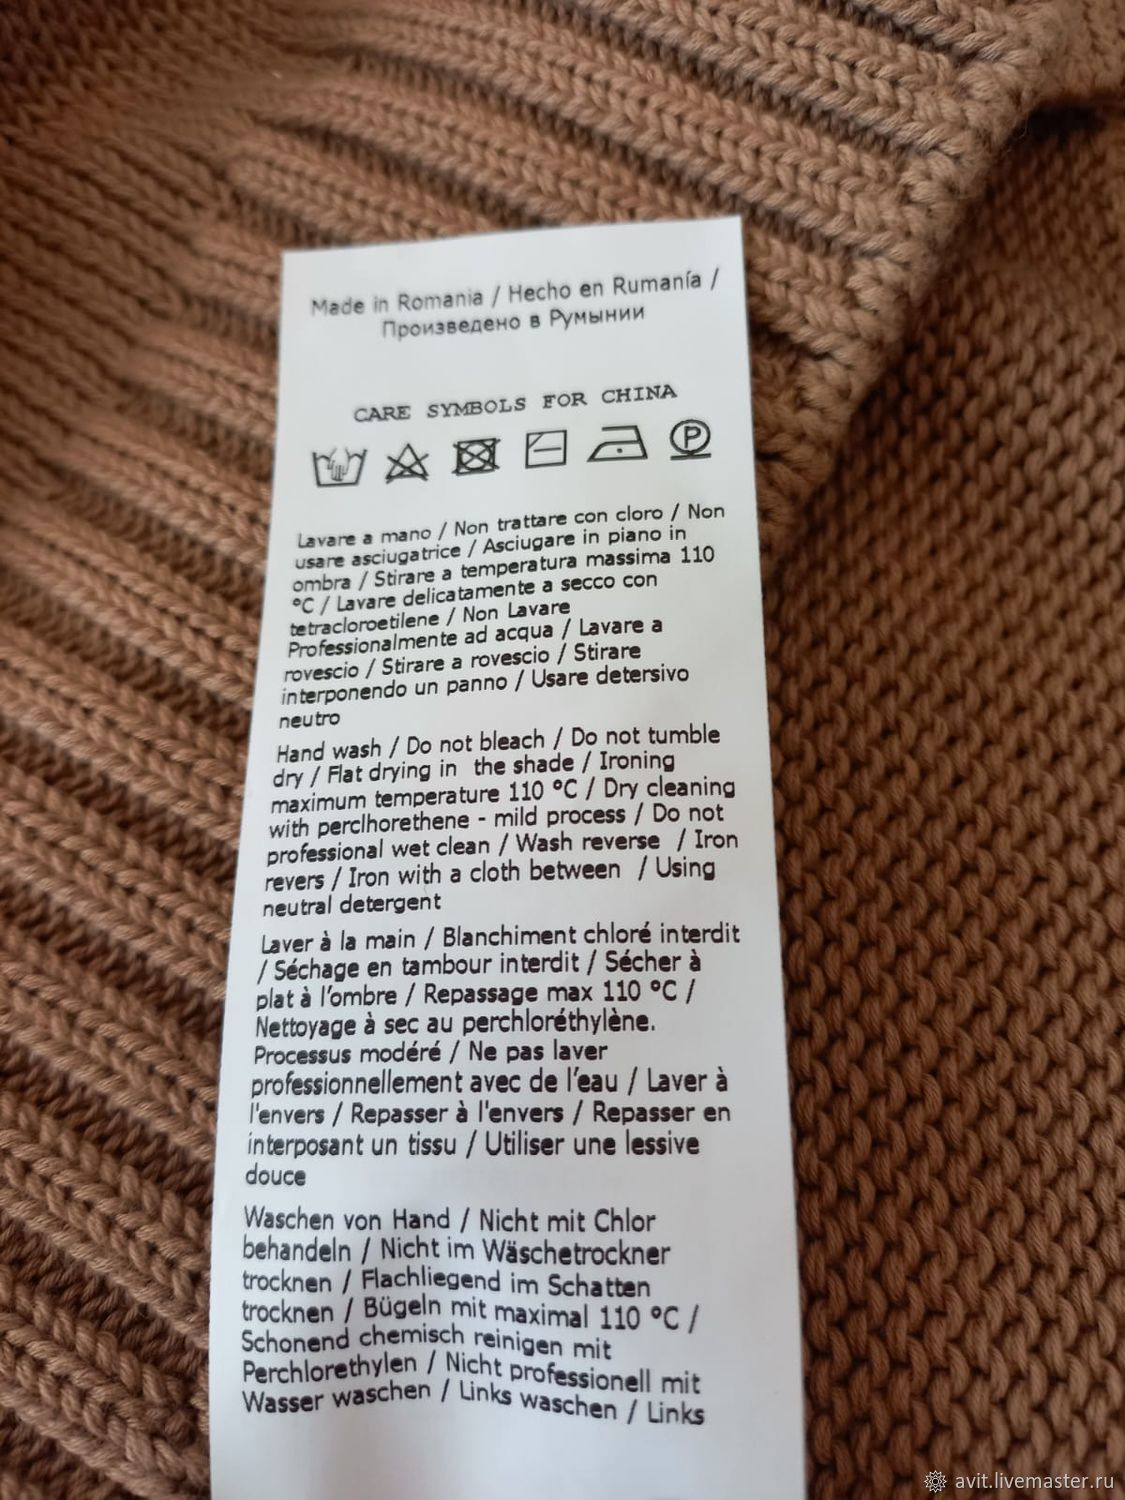 Made in Romania / Hecho en Rumanía /
Произведено в Румынии
CARE SYMBOLS FOR CHINA
P
Lavare a mano / Non trattare con cloro / Non
usare asciugatrice / Asciugare in piano in
ombra / Stirare a temperatura massima 110
°C / Lavare delicatamente a secco con
tetracloroetilene / Non Lavare
Professionalmente ad acqua / Lavare a
rovescio / Stirare a rovescio / Stirare
interponendo un panno / Usare detersivo
neutro
Hand wash / Do not bleach / Do not tumble
dry / Flat drying in the shade / Ironing
maximum temperature 110 °C / Dry cleaning
with perclhorethene - mild process / Do not
professional wet clean / Wash reverse / Iron
revers / Iron with a cloth between / Using
neutral detergent
Laver à la main / Blanchiment chloré interdit
/ Séchage en tambour interdit / Sécher à
plat à l'ombre / Repassage max 110 °C /
Nettoyage à sec au perchloréthylène.
Processus modéré / Ne pas laver
professionnellement avec de l'eau / Laver à
l'envers / Repasser à l'envers / Repasser en
interposant un tissu / Utiliser une lessive
douce
Waschen von Hand / Nicht mit Chlor
behandeln / Nicht im Wäschetrockner
trocknen / Flachliegend im Schatten
trocknen / Bügeln mit maximal 110 °C /
Schonend chemisch reinigen mit
Perchlorethylen / Nicht professionell mit
Wasser waschen / Links waschen / Links
avit.livemaster.ru